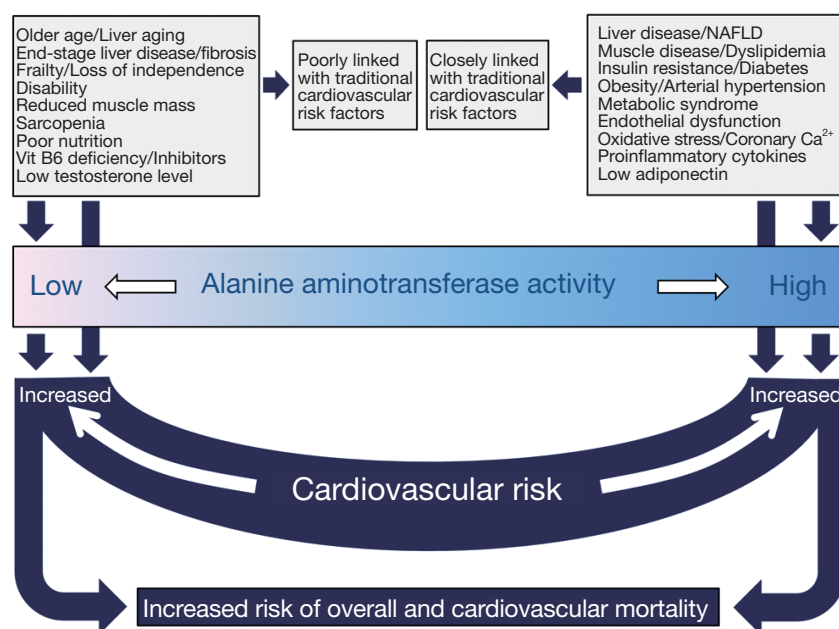 Older age/Liver aging
End-stage liver disease/fibrosis
Frailty/Loss of independence
Disability
Reduced muscle mass
Sarcopenia
Poor nutrition
Vit B6 deficiency/Inhibitors
Low testosterone level
Poorly linked
with traditional
cardiovascular
risk factors
Closely linked
with traditional
cardiovascular
risk factors
Liver disease/NAFLD
Muscle disease/Dyslipidemia
Insulin resistance/Diabetes
Obesity/Arterial hypertension
Metabolic syndrome
Endothelial dysfunction
Oxidative stress/Coronary Ca²⁺
Proinflammatory cytokines
Low adiponectin
Low Alanine aminotransferase activity High
Increased Increased
Cardiovascular risk
Increased risk of overall and cardiovascular mortality